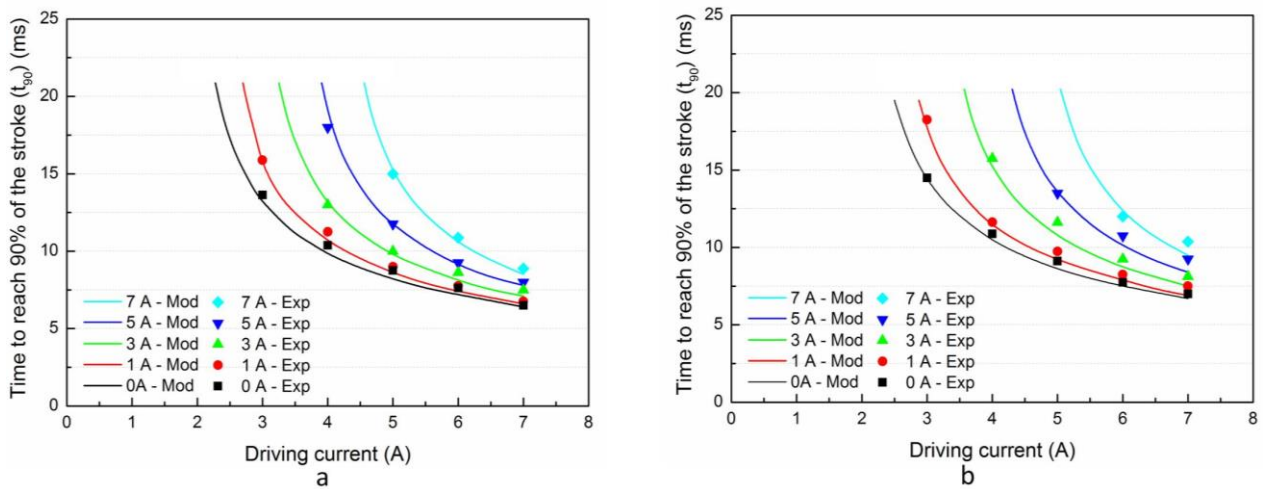 25
20
15
10
5
0
Time to reach 90% of the stroke (t90) (ms)
7 A - Mod 7 A - Exp
5 A - Mod 5 A - Exp
3 A - Mod 3 A - Exp
1 A - Mod 1 A - Exp
0A - Mod 0 A - Exp
0 1 2 3 4 5 6 7 8
Driving current (A)
a
25
20
15
10
5
0
Time to reach 90% of the stroke (t90) (ms)
7 A - Mod 7 A - Exp
5 A - Mod 5 A - Exp
3 A - Mod 3 A - Exp
1 A - Mod 1 A - Exp
0A - Mod 0 A - Exp
0 1 2 3 4 5 6 7 8
Driving current (A)
b